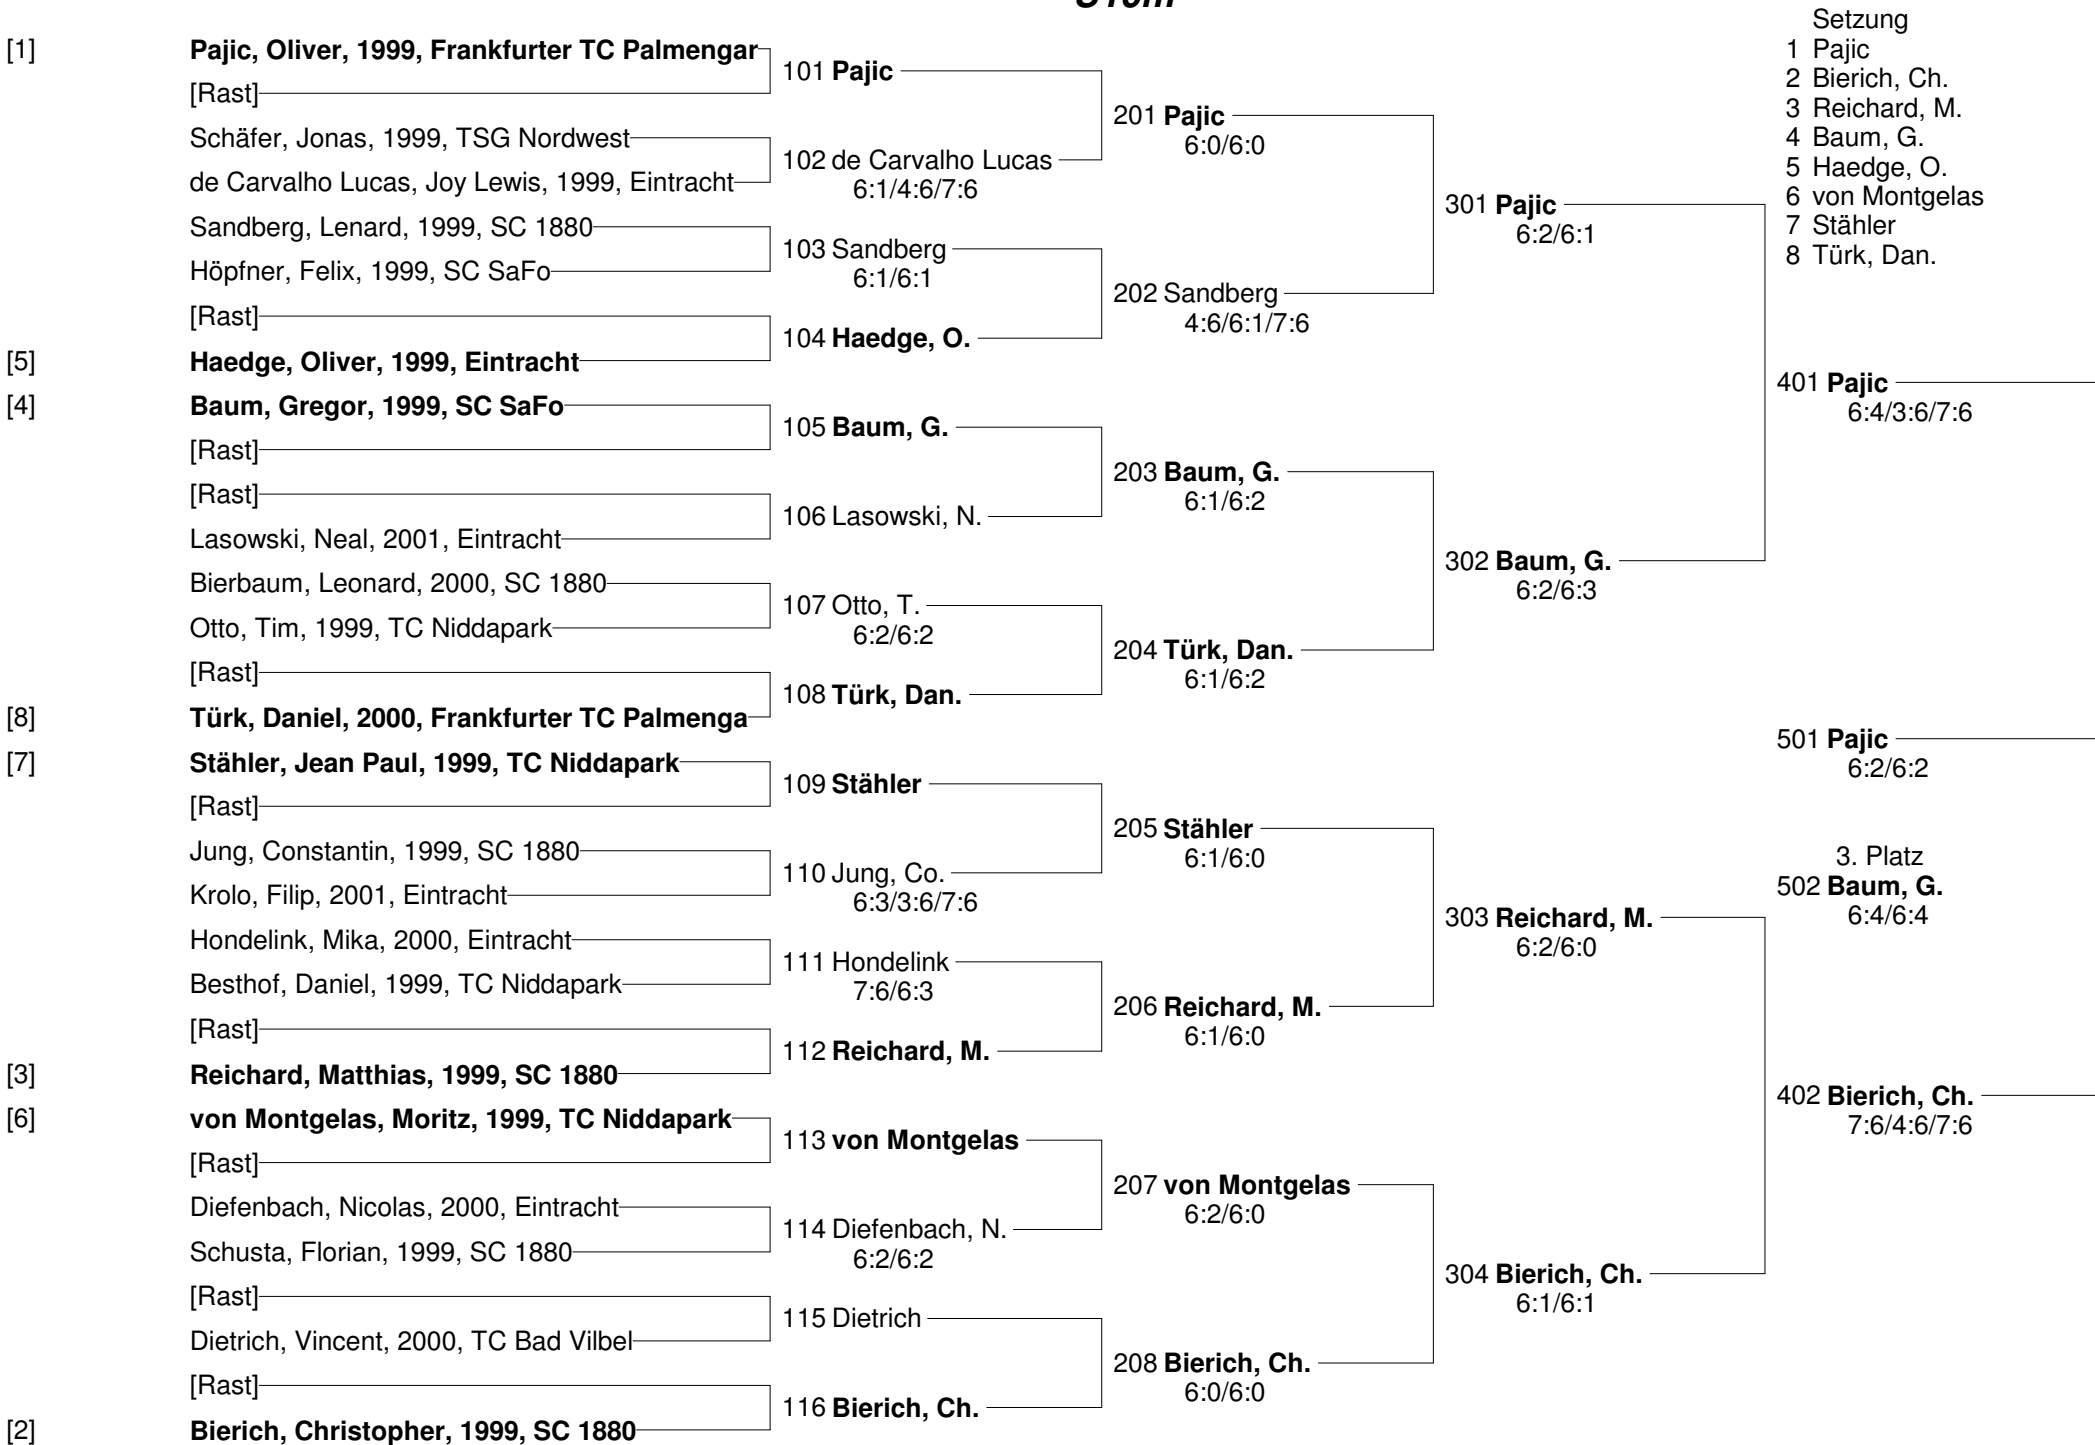 Setzung
1 Pajic
2 Bierich, Ch.
3 Reichard, M.
4 Baum, G.
5 Haedge, O.
6 von Montgelas
7 Stähler
8 Türk, Dan.
[1] Pajic, Oliver, 1999, Frankfurter TC Palmengar
[Rast]
Schäfer, Jonas, 1999, TSG Nordwest
de Carvalho Lucas, Joy Lewis, 1999, Eintracht
Sandberg, Lenard, 1999, SC 1880
Höpfner, Felix, 1999, SC SaFo
[Rast]
[5] Haedge, Oliver, 1999, Eintracht
[4] Baum, Gregor, 1999, SC SaFo
[Rast]
[Rast]
Lasowski, Neal, 2001, Eintracht
Bierbaum, Leonard, 2000, SC 1880
Otto, Tim, 1999, TC Niddapark
[Rast]
[8] Türk, Daniel, 2000, Frankfurter TC Palmenga
[7] Stähler, Jean Paul, 1999, TC Niddapark
[Rast]
Jung, Constantin, 1999, SC 1880
Krolo, Filip, 2001, Eintracht
Hondelink, Mika, 2000, Eintracht
Besthof, Daniel, 1999, TC Niddapark
[Rast]
[3] Reichard, Matthias, 1999, SC 1880
[6] von Montgelas, Moritz, 1999, TC Niddapark
[Rast]
Diefenbach, Nicolas, 2000, Eintracht
Schusta, Florian, 1999, SC 1880
[Rast]
Dietrich, Vincent, 2000, TC Bad Vilbel
[Rast]
[2] Bierich, Christopher, 1999, SC 1880
101 Pajic
102 de Carvalho Lucas
6:1/4:6/7:6
103 Sandberg
6:1/6:1
104 Haedge, O.
105 Baum, G.
106 Lasowski, N.
107 Otto, T.
6:2/6:2
108 Türk, Dan.
109 Stähler
110 Jung, Co.
6:3/3:6/7:6
111 Hondelink
7:6/6:3
112 Reichard, M.
113 von Montgelas
114 Diefenbach, N.
6:2/6:2
115 Dietrich
116 Bierich, Ch.
201 Pajic
6:0/6:0
202 Sandberg
4:6/6:1/7:6
203 Baum, G.
6:1/6:2
204 Türk, Dan.
6:1/6:2
205 Stähler
6:1/6:0
206 Reichard, M.
6:1/6:0
207 von Montgelas
6:2/6:0
208 Bierich, Ch.
6:0/6:0
301 Pajic
6:2/6:1
302 Baum, G.
6:2/6:3
303 Reichard, M.
6:2/6:0
304 Bierich, Ch.
6:1/6:1
401 Pajic
6:4/3:6/7:6
501 Pajic
6:2/6:2
3. Platz
502 Baum, G.
6:4/6:4
402 Bierich, Ch.
7:6/4:6/7:6